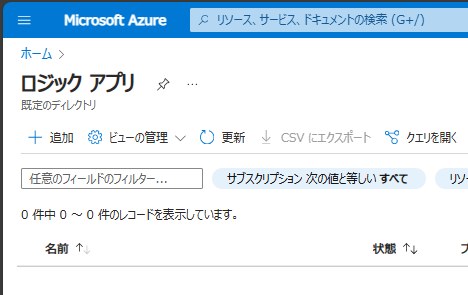 Microsoft Azure
リソース、サービス、ドキュメントの検索 (G+/)
ホーム
ロジック アプリ
既定のディレクトリ
追加 ビューの管理 更新 CSV にエクスポート クエリを開く
任意のフィールドのフィルター... サブスクリプション 次の値と等しい すべて リソー
0 件中 0 ～ 0 件のレコードを表示しています。
名前 状態